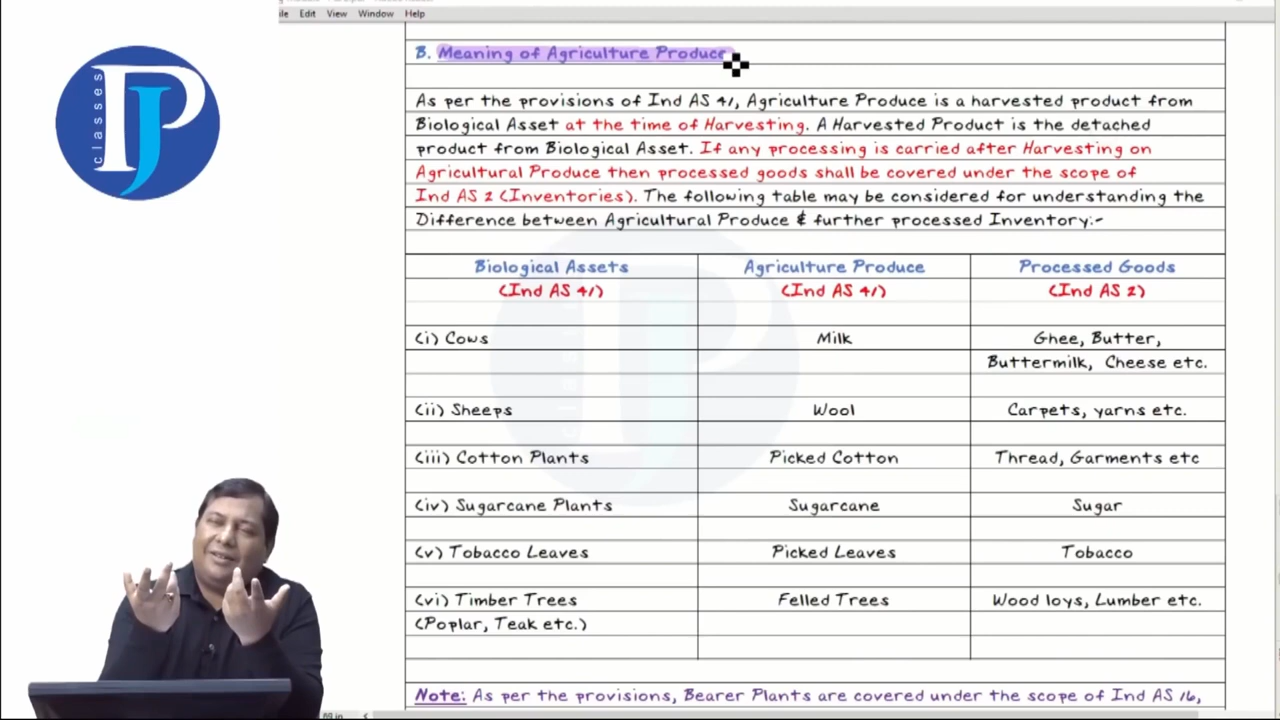 ile Edit View Window Help
classes
PJ
B. Meaning of Agriculture Produce
As per the provisions of Ind AS 41, Agriculture Produce is a harvested product from
Biological Asset at the time of Harvesting. A Harvested Product is the detached
product from Biological Asset. If any processing is carried after Harvesting on
Agricultural Produce then processed goods shall be covered under the scope of
Ind AS 2 (Inventories). The following table may be considered for understanding the
Difference between Agricultural Produce & further processed Inventory:-
Biological Assets Agriculture Produce Processed Goods
(Ind AS 41) (Ind AS 41) (Ind AS 2)
(i) Cows Milk Ghee, Butter,
Buttermilk, Cheese etc.
(ii) Sheeps Wool Carpets, yarns etc.
(iii) Cotton Plants Picked Cotton Thread, Garments etc
(iv) Sugarcane Plants Sugarcane Sugar
(v) Tobacco Leaves Picked Leaves Tobacco
(vi) Timber Trees Felled Trees Wood loys, Lumber etc.
(Poplar, Teak etc.)
Note: As per the provisions, Bearer Plants are covered under the scope of Ind AS 16,